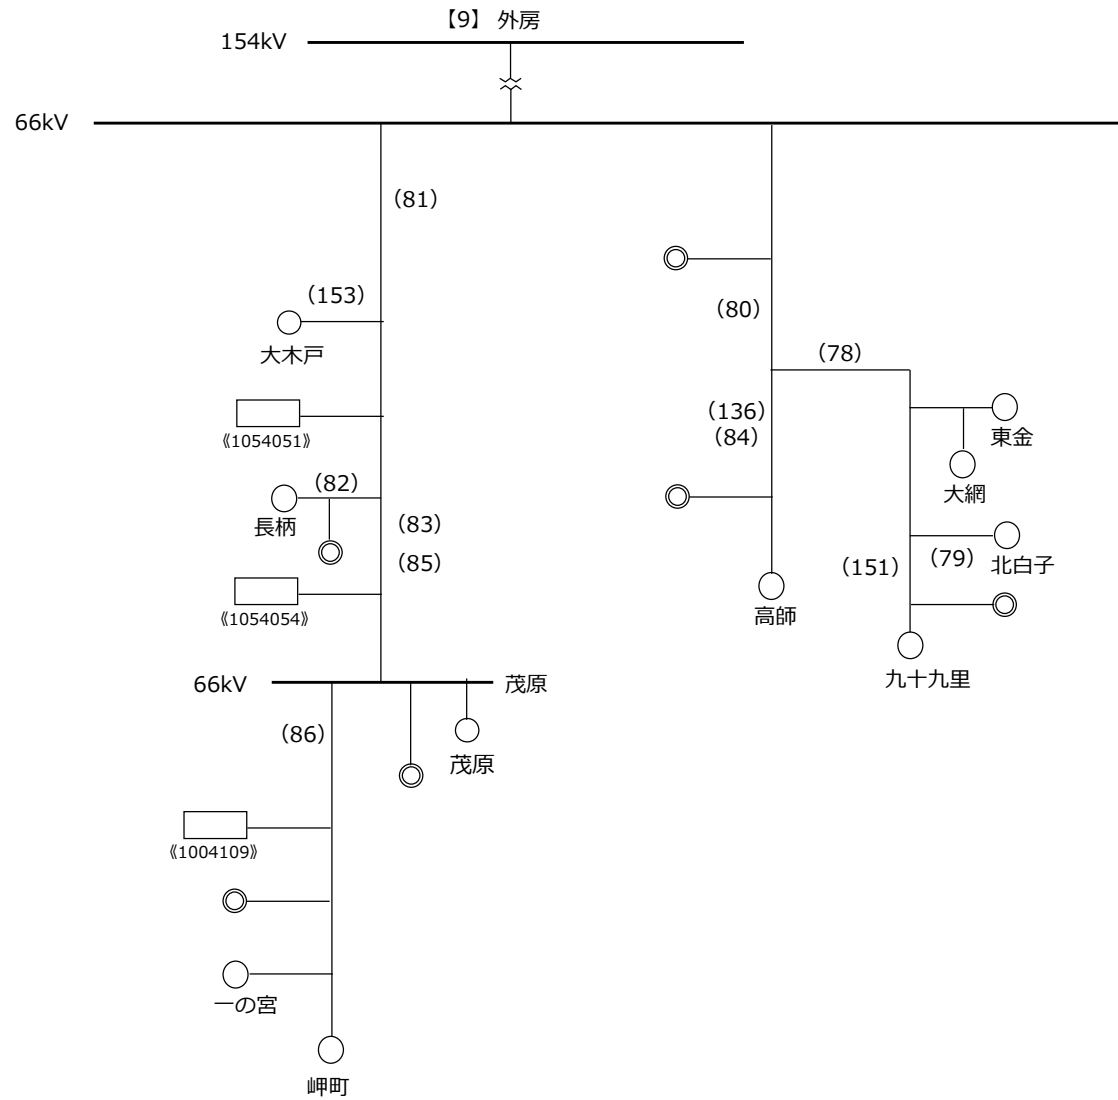 【9】 外房
154kV
66kV
(81)
(153)
大木戸
(80)
(78)
《1054051》
(136)
(84)
東金
大網
(82)
長柄
(83)
(85)
(151)
(79)
北白子
《1054054》
高師
九十九里
66kV
茂原
(86)
茂原
《1004109》
一の宮
岬町